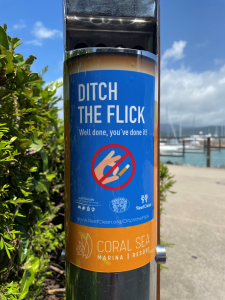 DITCH
THE FLICK
Well done, you've done it!
CORAL SEA
MARINA | RESORT